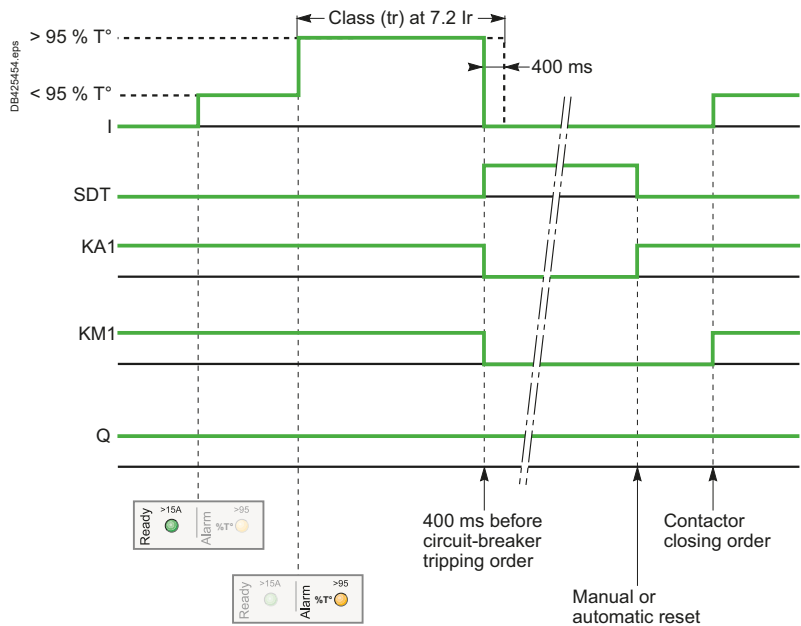 Class (tr) at 7.2 Ir
> 95 % T°
400 ms
< 95 % T°
DB425454.eps
I
SDT
KA1
KM1
Q
Ready
>15A
Alarm
%T°
>95
400 ms before
circuit-breaker
tripping order
Contactor
closing order
Ready
>15A
Alarm
%T°
>95
Manual or
automatic reset